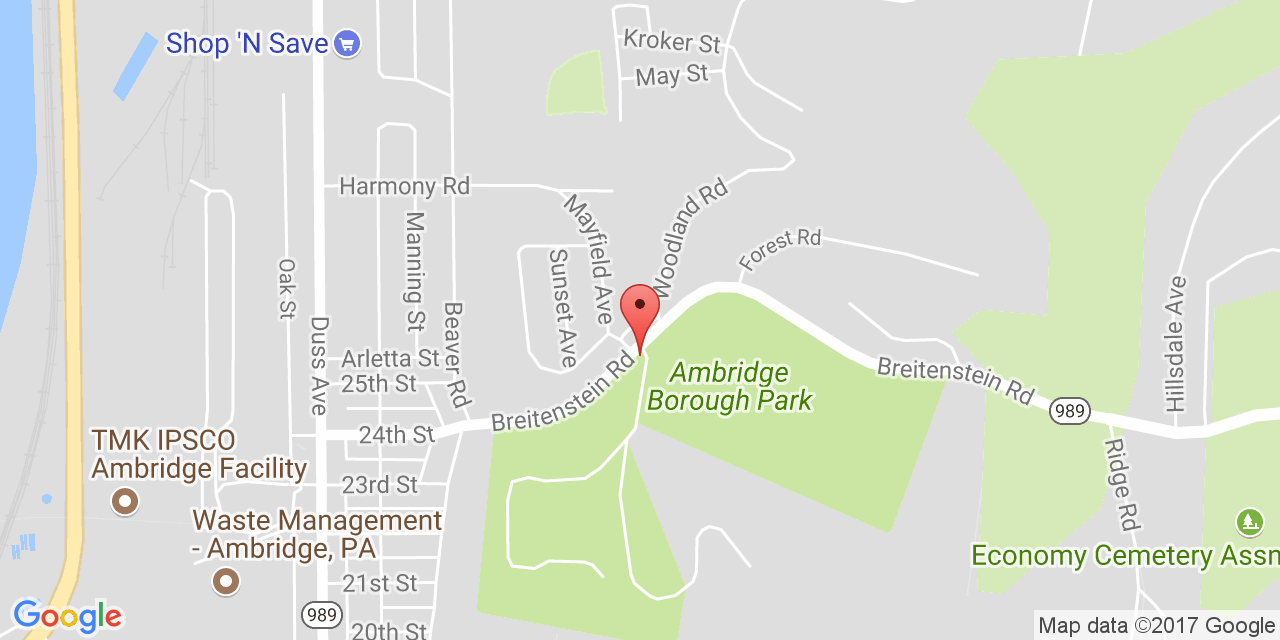 Kroker St
Shop 'N Save
May St
Harmony Rd
Woodland Rd
Mayfield Ave
Manning St
Forest Rd
Sunset Ave
Oak St
Beaver Rd
Hillsdale Ave
Duss Ave
Arletta St
25th St
Breitenstein Rd
Ambridge
Borough Park
Breitenstein Rd
989
24th St
TMK IPSCO
Ambridge Facility
23rd St
Ridge Rd
Waste Management
- Ambridge, PA
Economy Cemetery Assn
21st St
989
20th St
Google
Map data ©2017 Google